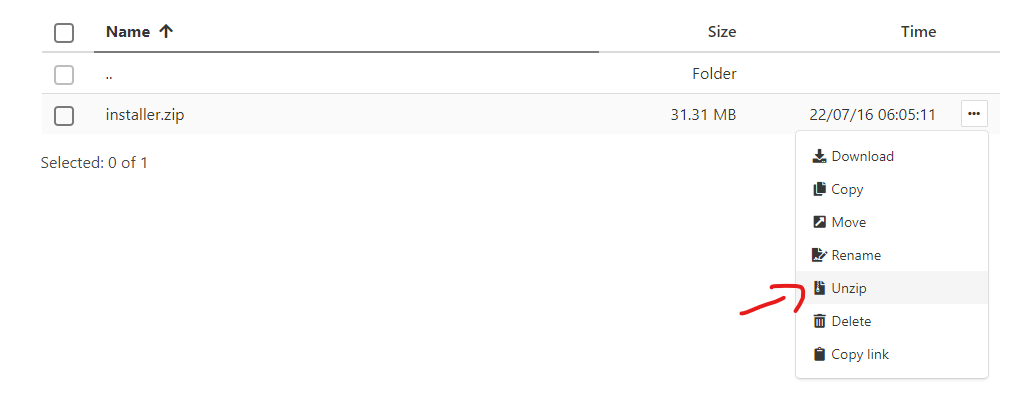 Name Size Time
.. Folder
installer.zip 31.31 MB 22/07/16 06:05:11
Selected: 0 of 1
Download
Copy
Move
Rename
Unzip
Delete
Copy link